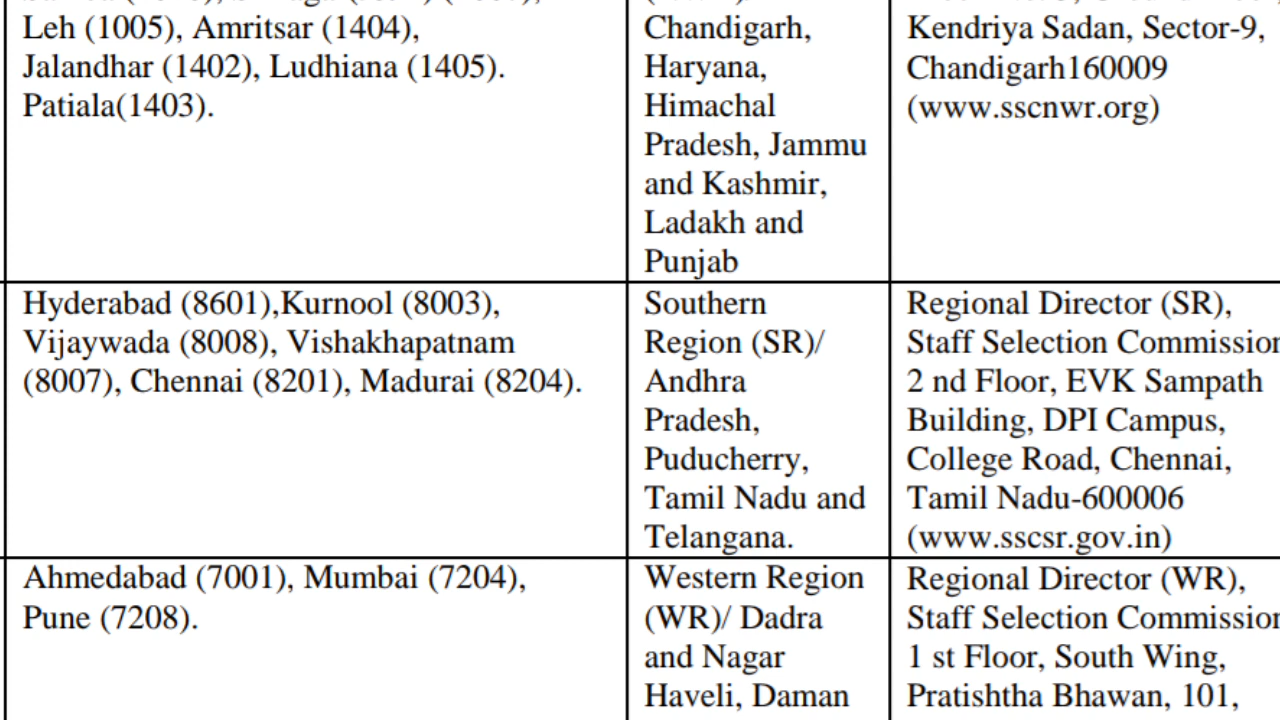 Leh (1005), Amritsar (1404),
Jalandhar (1402), Ludhiana (1405).
Patiala(1403).
Chandigarh,
Haryana,
Himachal
Pradesh, Jammu
and Kashmir,
Ladakh and
Punjab
Kendriya Sadan, Sector-9,
Chandigarh160009
(www.sscnwr.org)
Hyderabad (8601),Kurnool (8003),
Vijaywada (8008), Vishakhapatnam
(8007), Chennai (8201), Madurai (8204).
Southern
Region (SR)/
Andhra
Pradesh,
Puducherry,
Tamil Nadu and
Telangana.
Regional Director (SR),
Staff Selection Commission
2 nd Floor, EVK Sampath
Building, DPI Campus,
College Road, Chennai,
Tamil Nadu-600006
(www.sscsr.gov.in)
Ahmedabad (7001), Mumbai (7204),
Pune (7208).
Western Region
(WR)/ Dadra
and Nagar
Haveli, Daman
Regional Director (WR),
Staff Selection Commission
1 st Floor, South Wing,
Pratishtha Bhawan, 101,